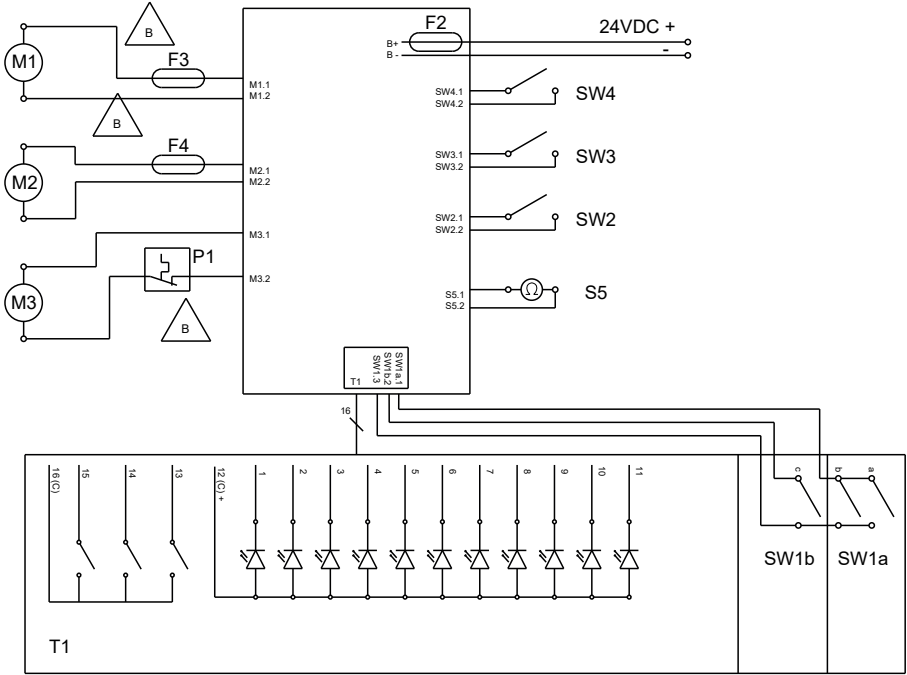 F2
24VDC +
B+
B -
-
B
M1
F3
M1.1
M1.2
B
SW4.1
SW4.2
SW4
F4
M2
M2.1
M2.2
SW3.1
SW3.2
SW3
SW2.1
SW2.2
SW2
M3.1
P1
M3
M3.2
B
S5.1
S5.2
Ω
S5
T1
SW1.3
SW1b.2
SW1a.1
16
16 (C)
15
14
13
12 (C) +
1
2
3
4
5
6
7
8
9
10
11
c
b
a
SW1b
SW1a
T1